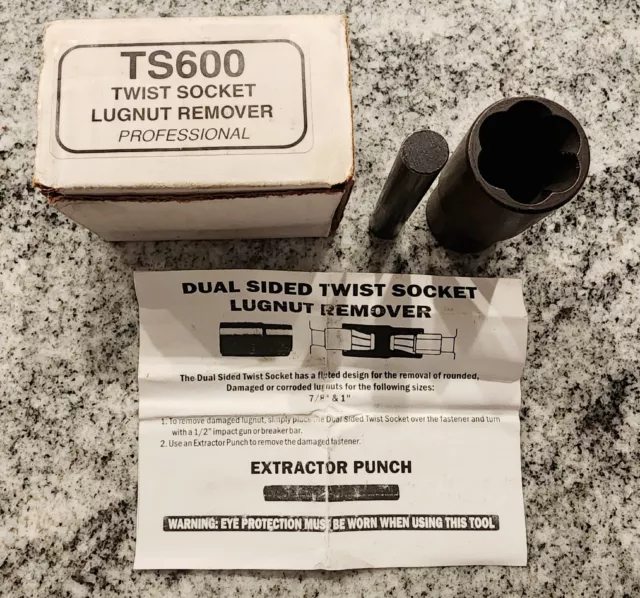 TS600
TWIST SOCKET
LUGNUT REMOVER
PROFESSIONAL
DUAL SIDED TWIST SOCKET
LUGNUT REMOVER
The Dual Sided Twist Socket has a fluted design for the removal of rounded,
Damaged or corroded lugnuts for the following sizes:
7/8" & 1"
1. To remove damaged lugnut, simply place the Dual Sided Twist Socket over the fastener and turn
with a 1/2" impact gun or breaker bar.
2. Use an Extractor Punch to remove the damaged fastener.
EXTRACTOR PUNCH
WARNING: EYE PROTECTION MUST BE WORN WHEN USING THIS TOOL